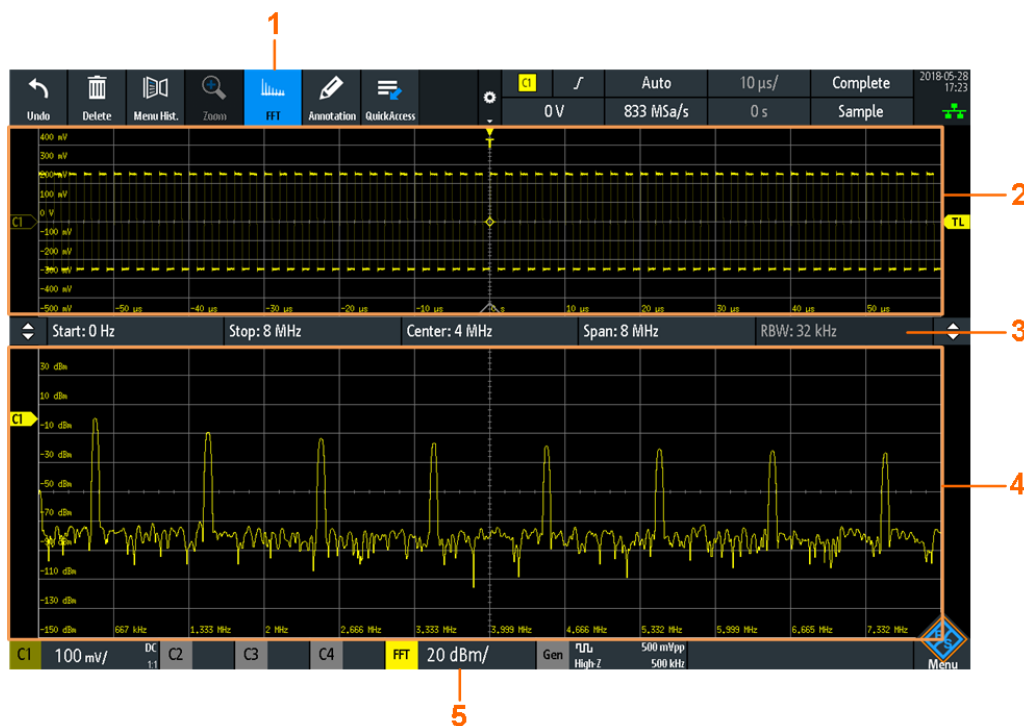 1
C1 Auto 10 µs/ Complete 2018-05-28
17:23
Undo Delete Menu Hist. Zoom FFT Annotation QuickAccess
0 V 833 MSa/s 0 s Sample
400 mV
T
300 mV
200 mV
2
100 mV
0 V
C1
TL
-100 mV
-200 mV
-300 mV
-500 mV -50 µs -40 µs -30 µs -20 µs -10 µs 0 s 10 µs 20 µs 30 µs 40 µs 50 µs
Start: 0 Hz Stop: 8 MHz Center: 4 MHz Span: 8 MHz RBW: 32 kHz
3
30 dBm
10 dBm
C1
-10 dBm
-30 dBm
-50 dBm
4
-70 dBm
-90 dBm
-110 dBm
-130 dBm
-150 dBm 667 kHz 1,333 MHz 2 MHz 2,666 MHz 3,333 MHz 3,999 MHz 4,666 MHz 5,332 MHz 5,999 MHz 6,665 MHz 7,332 MHz
R S
C1 100 mV/ DC
1:1
C2 C3 C4 FFT 20 dBm/ Gen 500 mVpp
High-Z 500 kHz
Menu
5